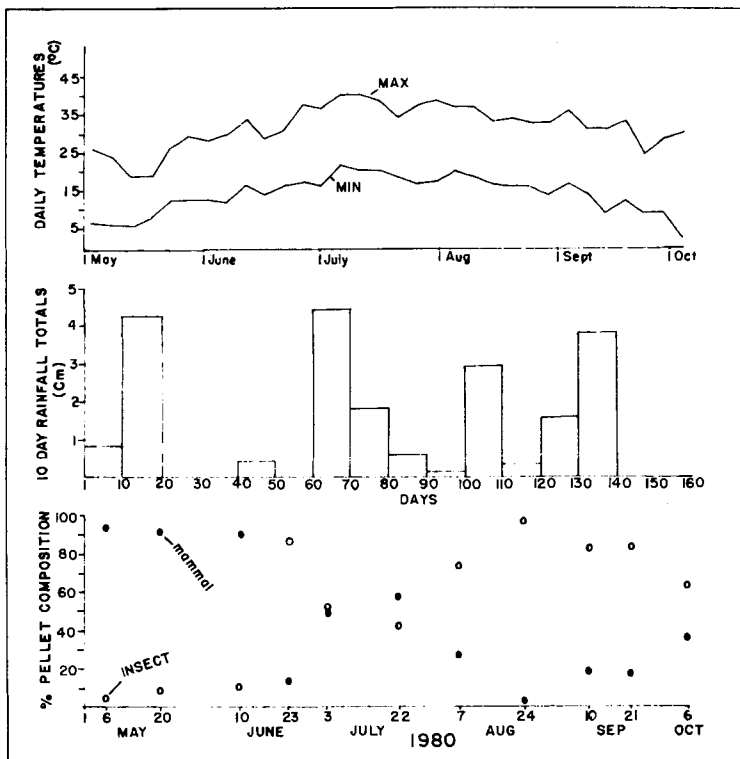 DAILY TEMPERATURES
(ºC)
45
35
25
15
5
MAX
MIN
1 May
1 June
1 July
1 Aug
1 Sept
1 Oct
10 DAY RAINFALL TOTALS
(Cm)
5
4
3
2
1
1 10 20 30 40 50 60 70 80 90 100 110 120 130 140 150 160
DAYS
% PELLET COMPOSITION
100
80
60
40
20
mammal
INSECT
1 6 20 10 23 3 22 7 24 10 21 6
MAY JUNE JULY AUG SEP OCT
1980